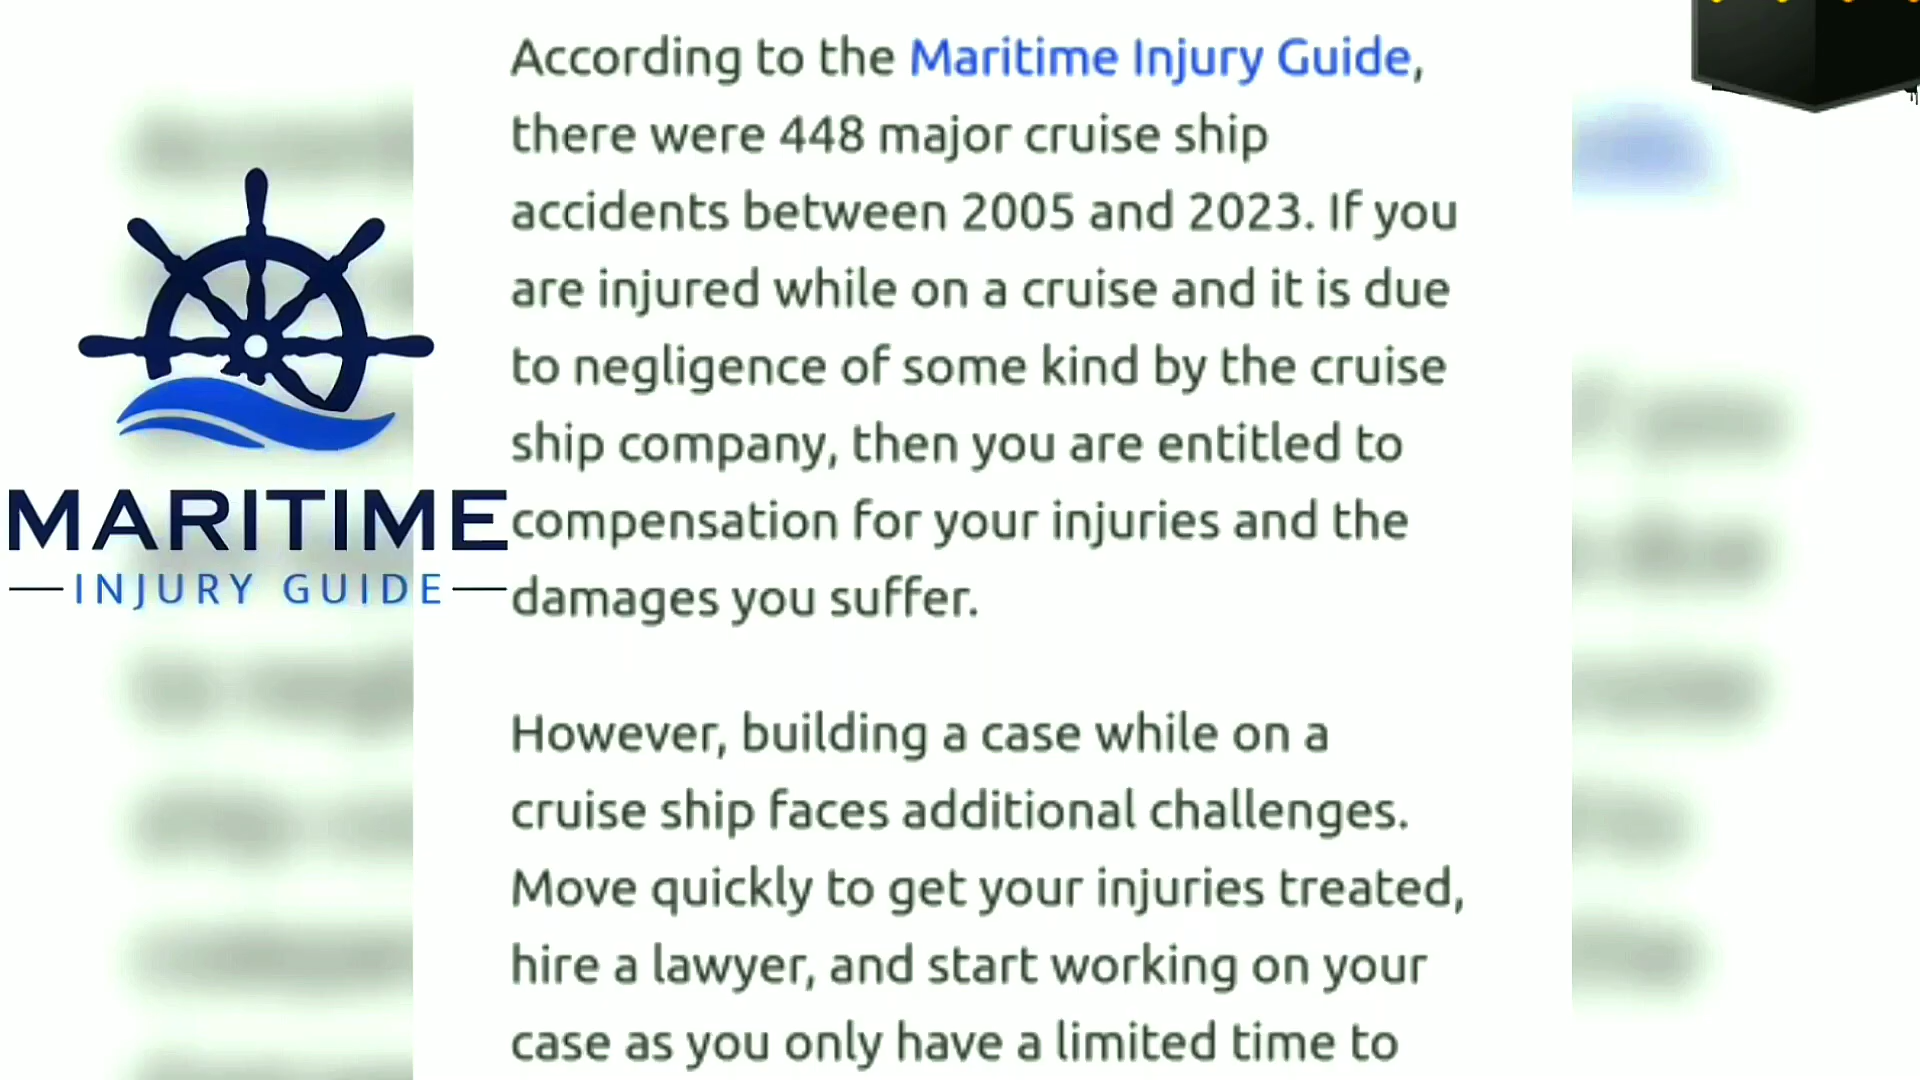 According to the Maritime Injury Guide,
there were 448 major cruise ship
accidents between 2005 and 2023. If you
are injured while on a cruise and it is due
to negligence of some kind by the cruise
ship company, then you are entitled to
compensation for your injuries and the
damages you suffer.
However, building a case while on a
cruise ship faces additional challenges.
Move quickly to get your injuries treated,
hire a lawyer, and start working on your
case as you only have a limited time to
MARITIME
INJURY GUIDE